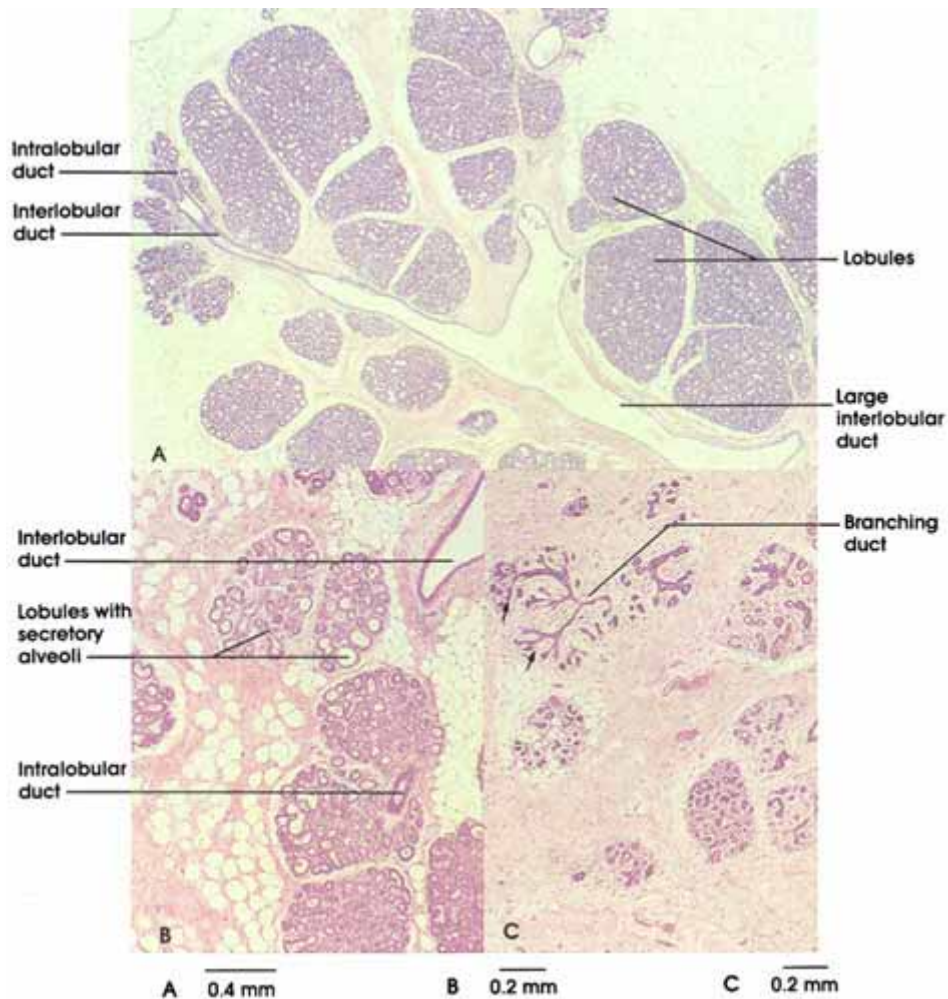 Intralobular
duct
Interlobular
duct
Lobules
Large
interlobular
duct
A
Interlobular
duct
Lobules with
secretory
alveoli
Intralobular
duct
Branching
duct
B
C
A 0.4 mm
B 0.2 mm
C 0.2 mm